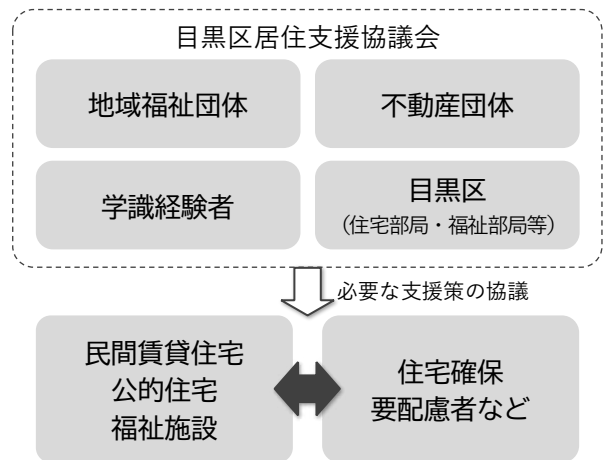 目黒区居住支援協議会
地域福祉団体
不動産団体
学識経験者
目黒区
（住宅部局・福祉部局等）
必要な支援策の協議
民間賃貸住宅
公的住宅
福祉施設
住宅確保
要配慮者など